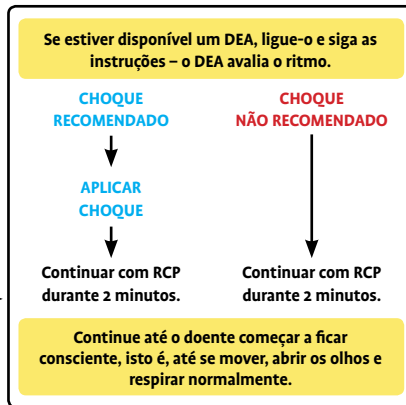 Se estiver disponível um DEA, ligue-o e siga as
instruções – o DEA avalia o ritmo.
CHOQUE
RECOMENDADO
APLICAR
CHOQUE
Continuar com RCP
durante 2 minutos.
CHOQUE
NÃO RECOMENDADO
Continuar com RCP
durante 2 minutos.
Continue até o doente começar a ficar
consciente, isto é, até se mover, abrir os olhos e
respirar normalmente.